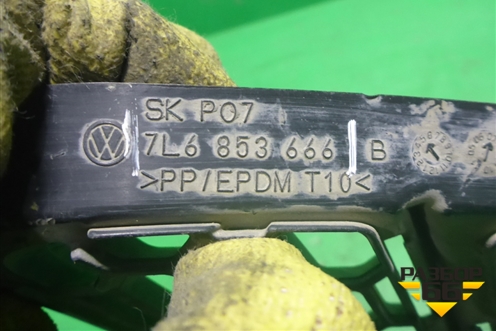 SK P07
7L6 853 666 B
>PP/EPDM T10<